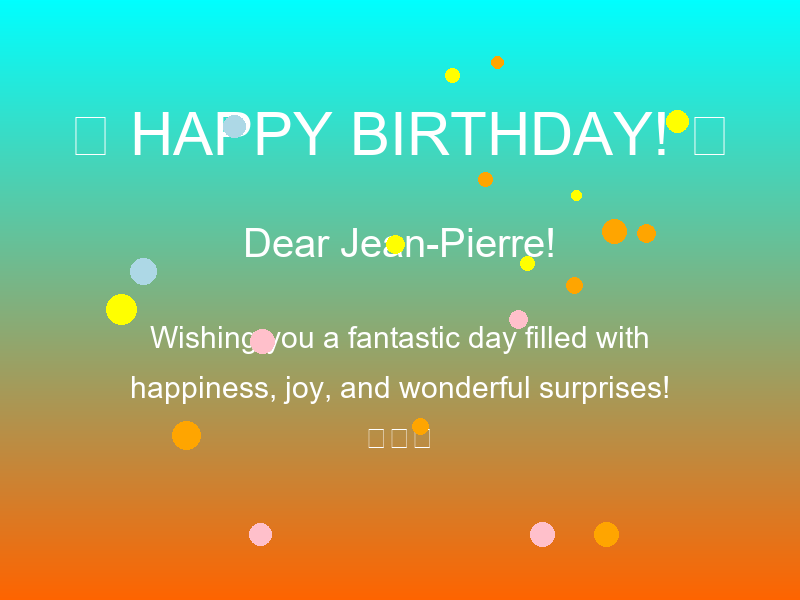 HAPPY BIRTHDAY!
Dear Jean-Pierre!
Wishing you a fantastic day filled with
happiness, joy, and wonderful surprises!